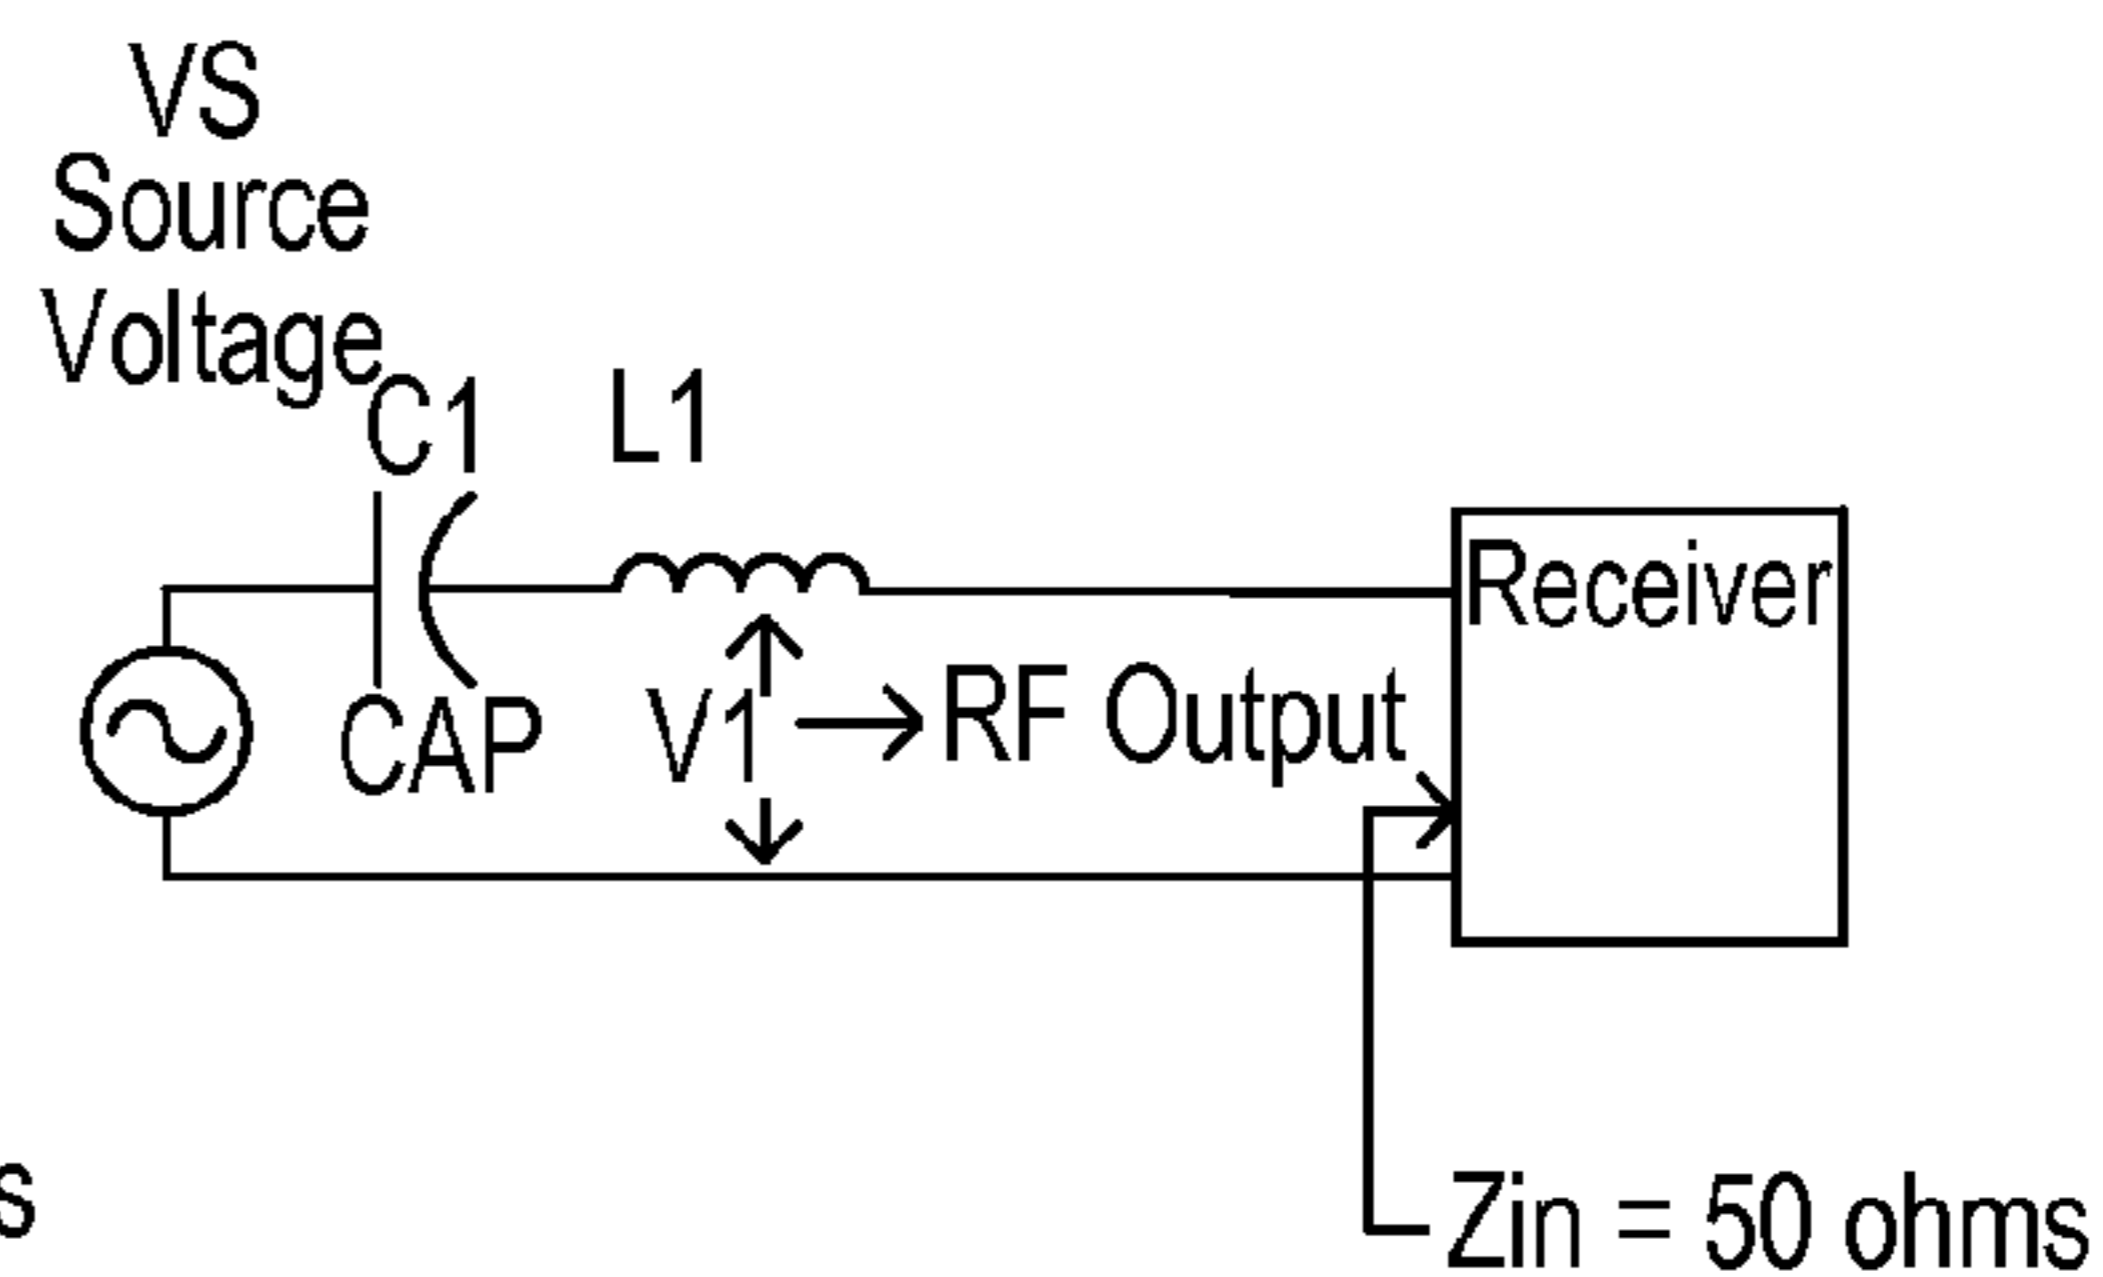 VS
Source
Voltage
C1
L1
Receiver
CAP
V1
RF Output
s
Zin = 50 ohms